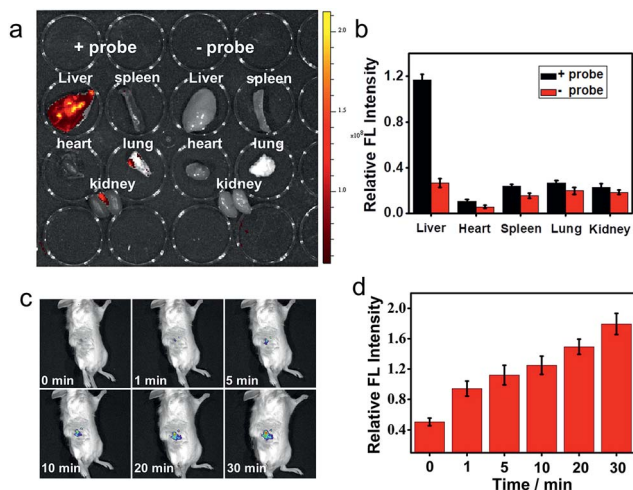 a
+ probe
- probe
Liver
spleen
Liver
spleen
heart
lung
heart
lung
kidney
kidney
2.0
1.5
1.0
x10⁸
b
Relative FL Intensity
1.2
0.8
0.4
0.0
+ probe
- probe
Liver Heart Spleen Lung Kidney
c
0 min
1 min
5 min
10 min
20 min
30 min
d
Relative FL Intensity
1.8
1.4
1.0
0.8
0.4
0 1 5 10 20 30
Time / min